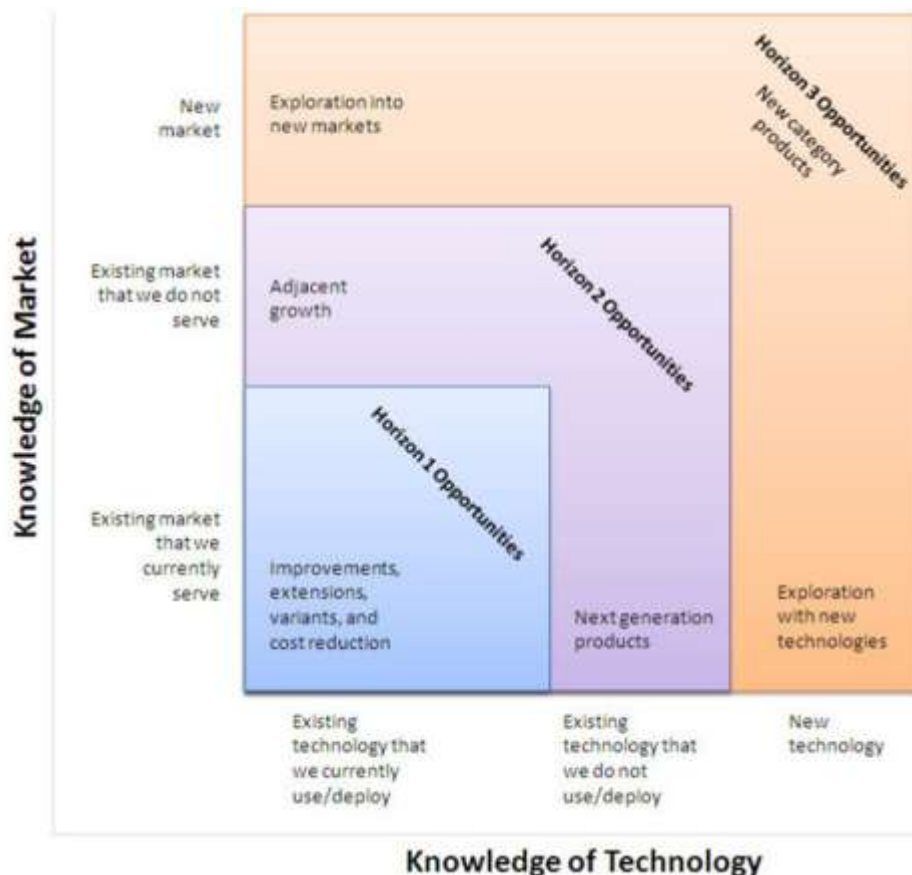 Knowledge of Market
New
market
Exploration into
new markets
Horizon 3 Opportunities
New category
products
Existing market
that we do not
serve
Adjacent
growth
Horizon 2 Opportunities
Existing market
that we
currently
serve
Horizon 1 Opportunities
Improvements,
extensions,
variants, and
cost reduction
Next generation
products
Exploration
with new
technologies
Existing
technology that
we currently
use/deploy
Existing
technology that
we do not
use/deploy
New
technology
Knowledge of Technology